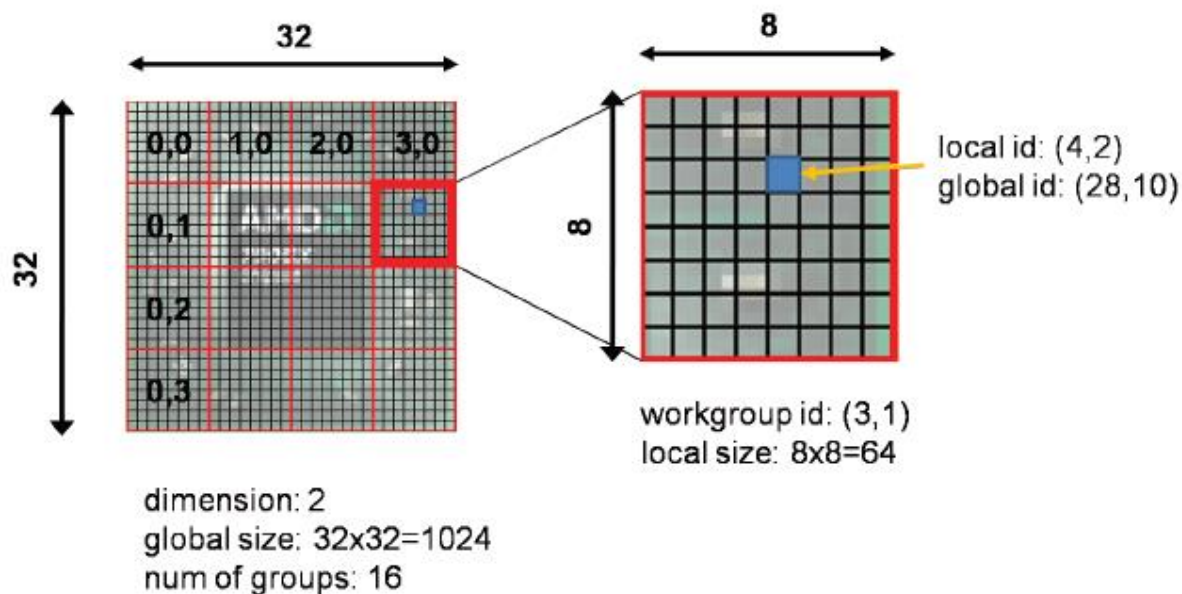 32
8
32
0,0 1,0 2,0 3,0
0,1
0,2
0,3
AMD
8
local id: (4,2)
global id: (28,10)
workgroup id: (3,1)
local size: 8x8=64
dimension: 2
global size: 32x32=1024
num of groups: 16